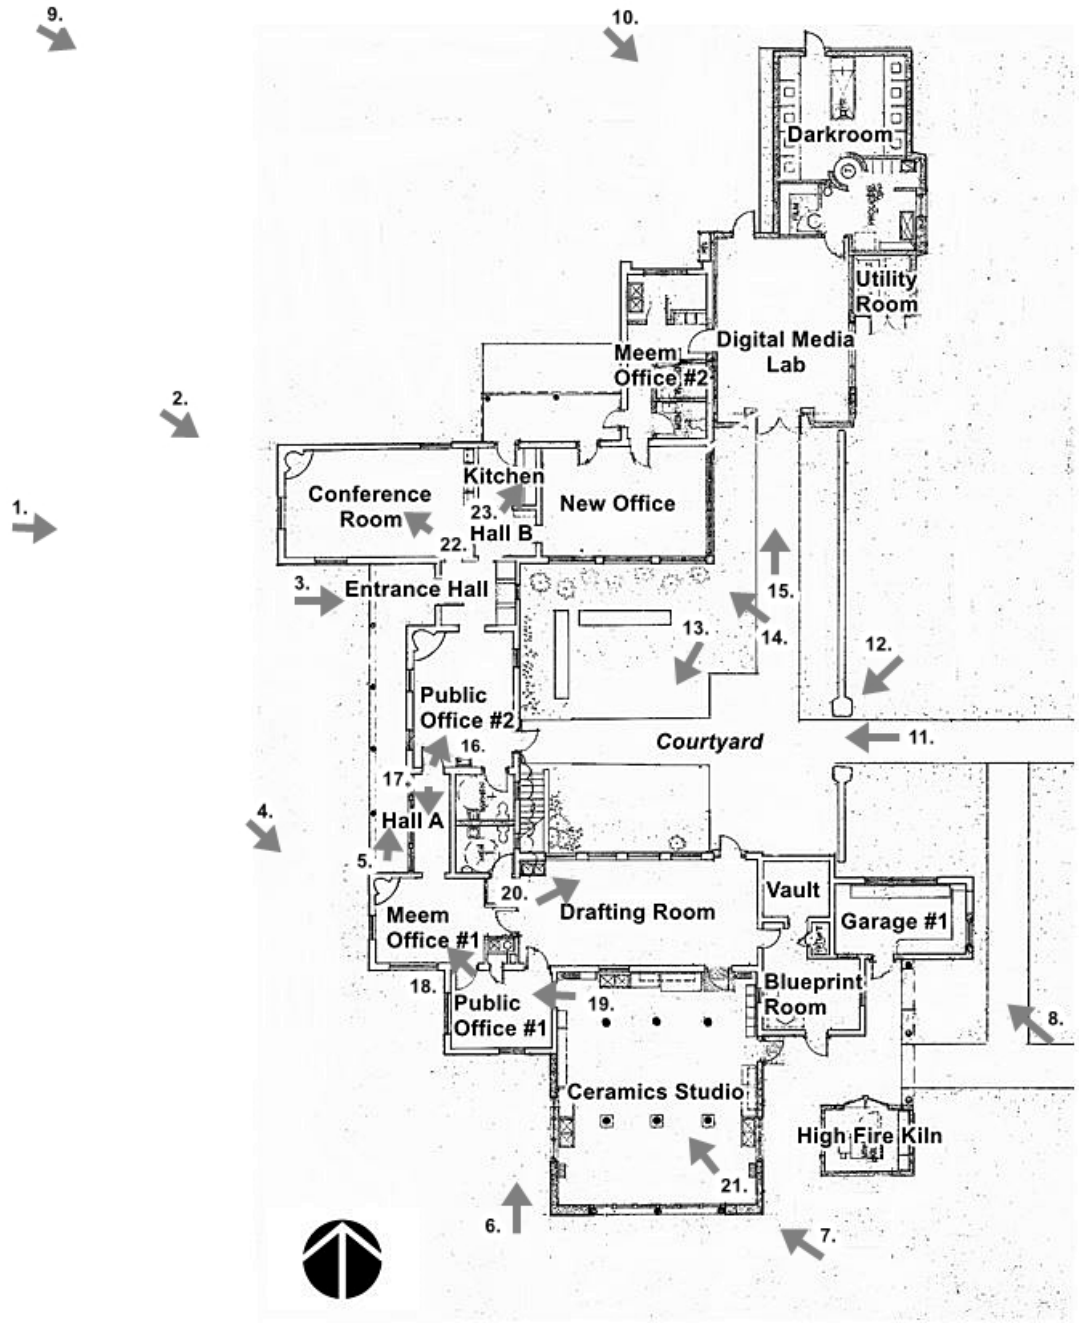 9.
10.
Darkroom
Utility
Room
Digital Media
Lab
Meem
Office #2
2.
Kitchen
Conference
Room
New Office
1.
23.
Hall B
22.
3.
Entrance Hall
15.
14.
13.
12.
Public
Office #2
16.
Courtyard
11.
17.
Hall A
4.
5.
20.
Vault
Drafting Room
Garage #1
Meem
Office #1
18.
Blueprint
Room
Public
Office #1
19.
8.
Ceramics Studio
High Fire Kiln
21.
6.
7.